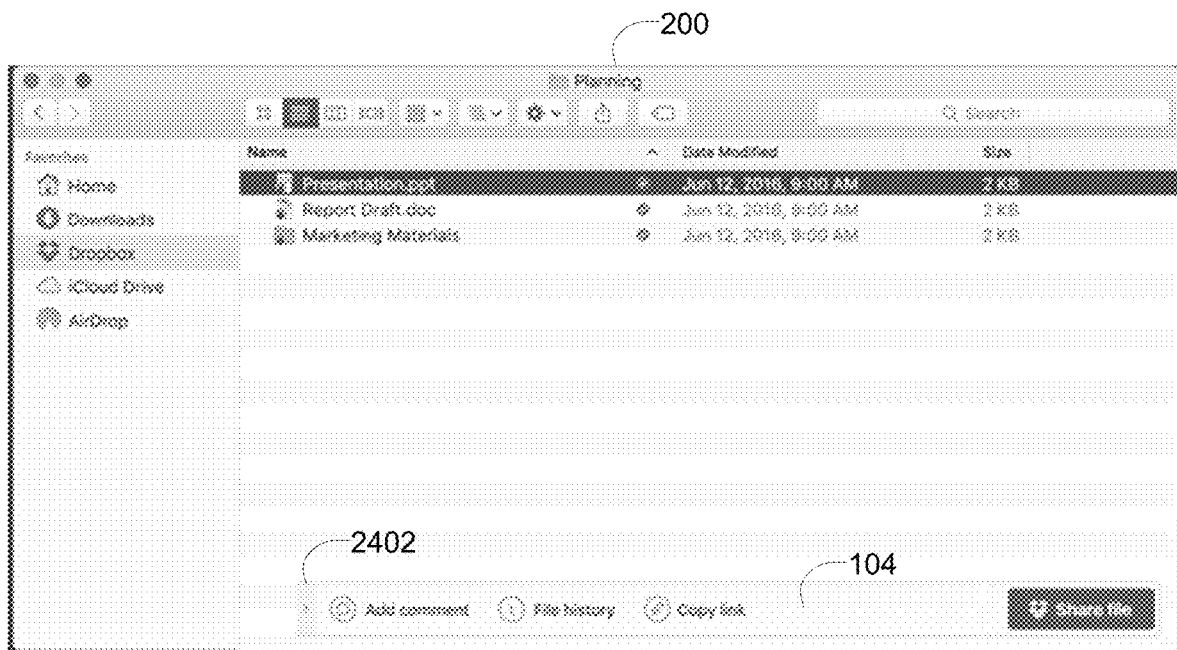 200
Planning
Search
Favorites
Name Date Modified Size
Home
Presentation.ppt Jun 12, 2016, 9:00 AM 2 KB
Downloads
Report Draft.doc Jun 12, 2016, 9:00 AM 2 KB
Dropbox
Marketing Materials Jun 12, 2016, 9:00 AM 2 KB
iCloud Drive
AirDrop
2402
104
Add comment File history Copy link Share file